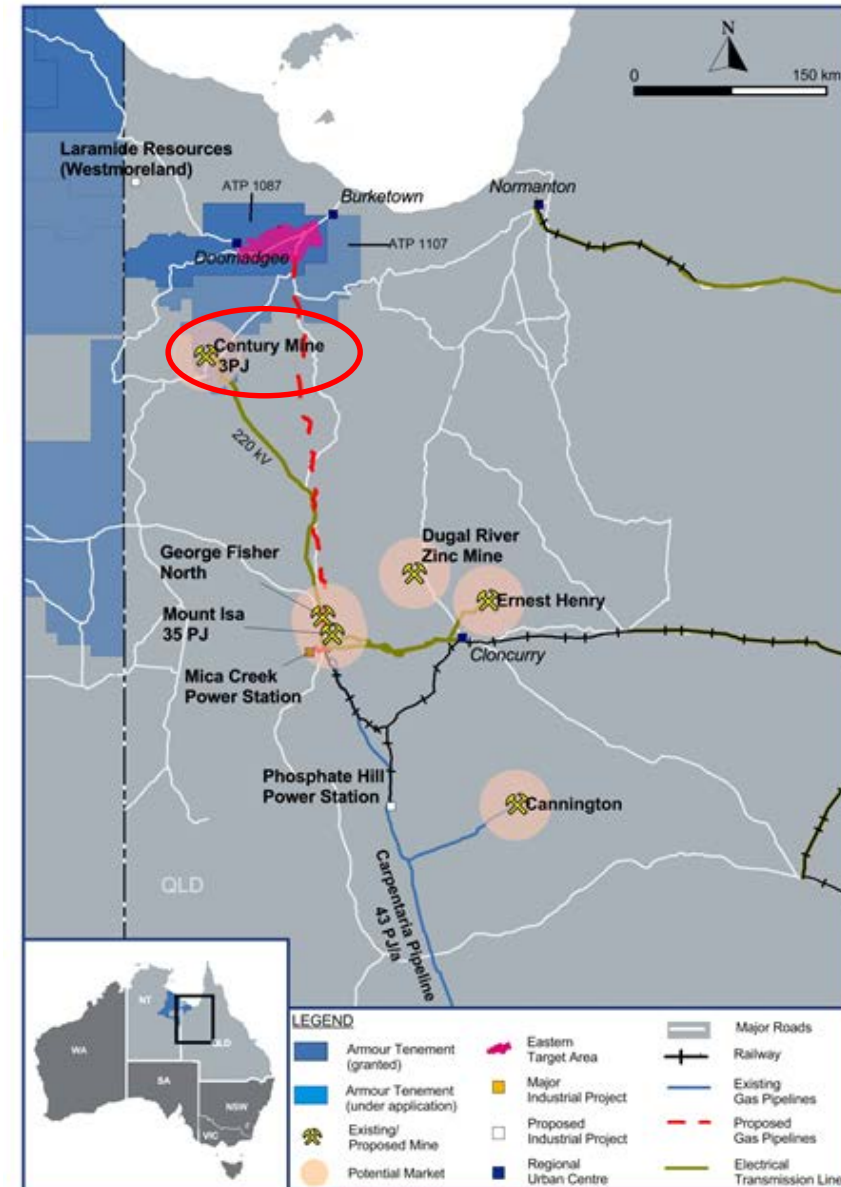 N
0 150 km
Laramide Resources
(Westmoreland)
ATP 1087
Burketown
Normanton
Doomadgee
ATP 1107
Century Mine
3PJ
220 kV
George Fisher
North
Dugal River
Zinc Mine
Ernest Henry
Mount Isa
35 PJ
Cloncurry
Mica Creek
Power Station
Phosphate Hill
Power Station
Cannington
Carpentaria Pipeline
43 PJ/a
QLD
NT
QLD
WA
SA
NSW
VIC
LEGEND
Armour Tenement
(granted)
Armour Tenement
(under application)
Existing/
Proposed Mine
Potential Market
Eastern
Target Area
Major
Industrial Project
Proposed
Industrial Project
Regional
Urban Centre
Major Roads
Railway
Existing
Gas Pipelines
Proposed
Gas Pipelines
Electrical
Transmission Line